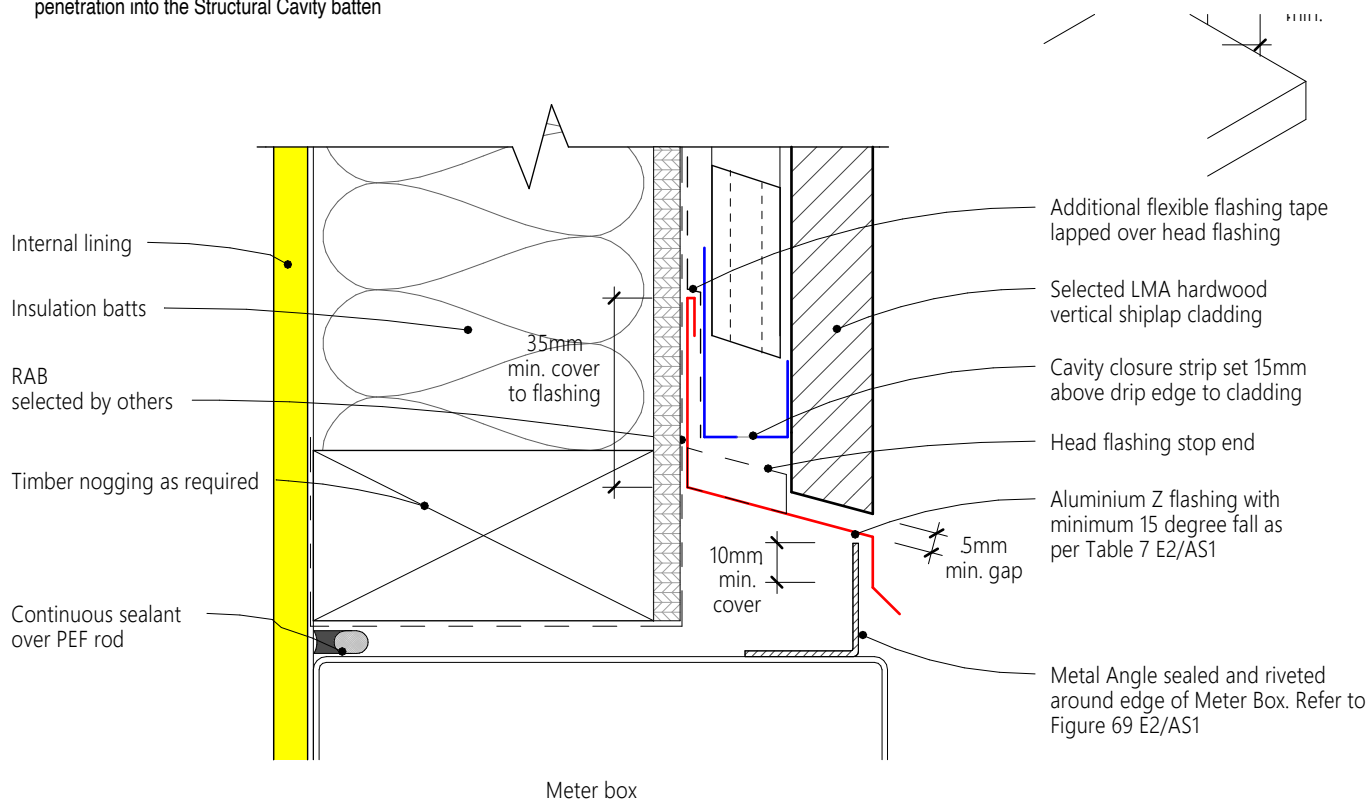 penetration into the Structural Cavity batten
min.
Internal lining
Insulation batts
RAB
selected by others
Timber nogging as required
Continuous sealant
over PEF rod
35mm
min. cover
to flashing
10mm
min.
cover
5mm
min. gap
Additional flexible flashing tape
lapped over head flashing
Selected LMA hardwood
vertical shiplap cladding
Cavity closure strip set 15mm
above drip edge to cladding
Head flashing stop end
Aluminium Z flashing with
minimum 15 degree fall as
per Table 7 E2/AS1
Metal Angle sealed and riveted
around edge of Meter Box. Refer to
Figure 69 E2/AS1
Meter box